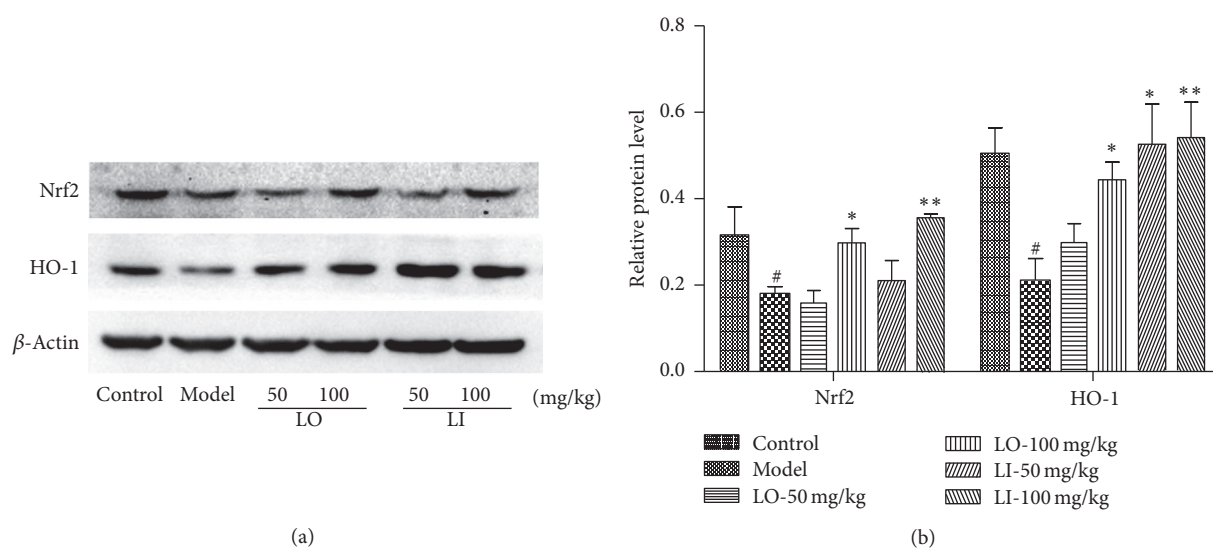 Nrf2
HO-1
β-Actin
Control Model 50 100 50 100 (mg/kg)
LO LI
(a)
Relative protein level
0.8
0.6
0.4
0.2
0.0
# * ** # * * **
Nrf2 HO-1
Control LO-100 mg/kg
Model LI-50 mg/kg
LO-50 mg/kg LI-100 mg/kg
(b)